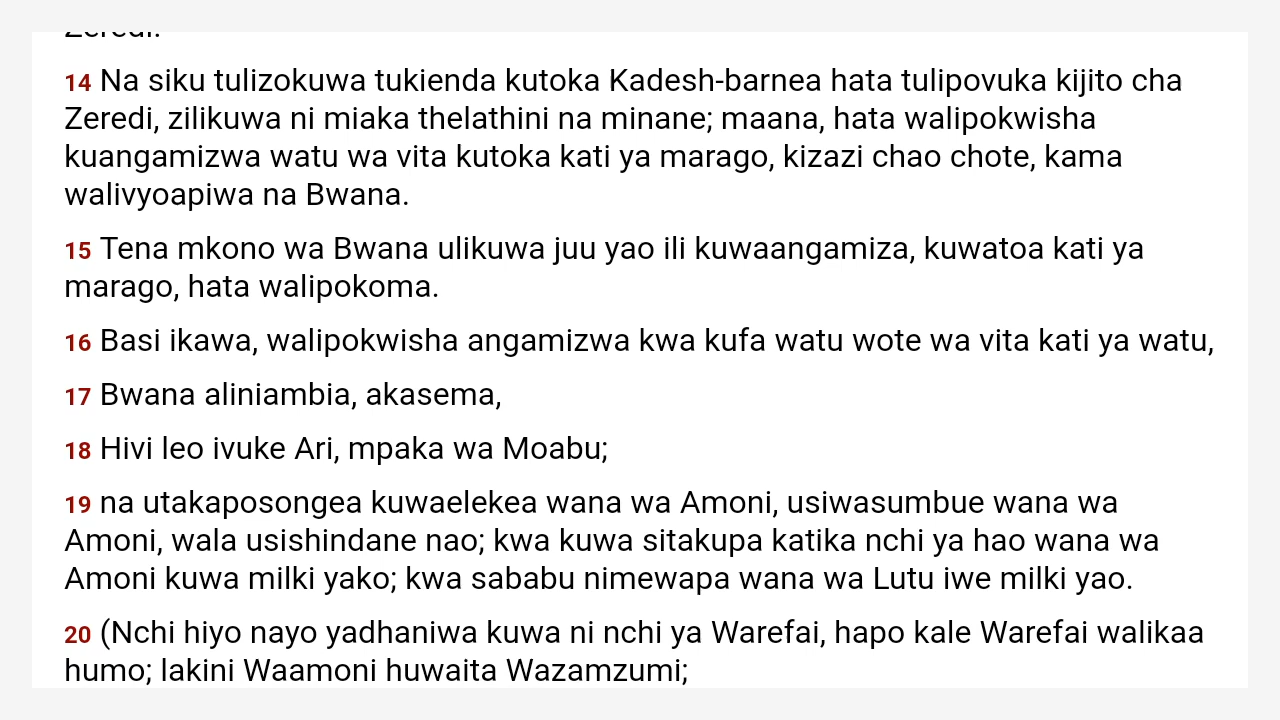 Zeredi.
14 Na siku tulizokuwa tukienda kutoka Kadesh-barnea hata tulipovuka kijito cha
Zeredi, zilikuwa ni miaka thelathini na minane; maana, hata walipokwisha
kuangamizwa watu wa vita kutoka kati ya marago, kizazi chao chote, kama
walivyoapiwa na Bwana.
15 Tena mkono wa Bwana ulikuwa juu yao ili kuwaangamiza, kuwatoa kati ya
marago, hata walipokoma.
16 Basi ikawa, walipokwisha angamizwa kwa kufa watu wote wa vita kati ya watu,
17 Bwana aliniambia, akasema,
18 Hivi leo ivuke Ari, mpaka wa Moabu;
19 na utakaposongea kuwaelekea wana wa Amoni, usiwasumbue wana wa
Amoni, wala usishindane nao; kwa kuwa sitakupa katika nchi ya hao wana wa
Amoni kuwa milki yako; kwa sababu nimewapa wana wa Lutu iwe milki yao.
20 (Nchi hiyo nayo yadhaniwa kuwa ni nchi ya Warefai, hapo kale Warefai walikaa
humo; lakini Waamoni huwaita Wazamzumi;